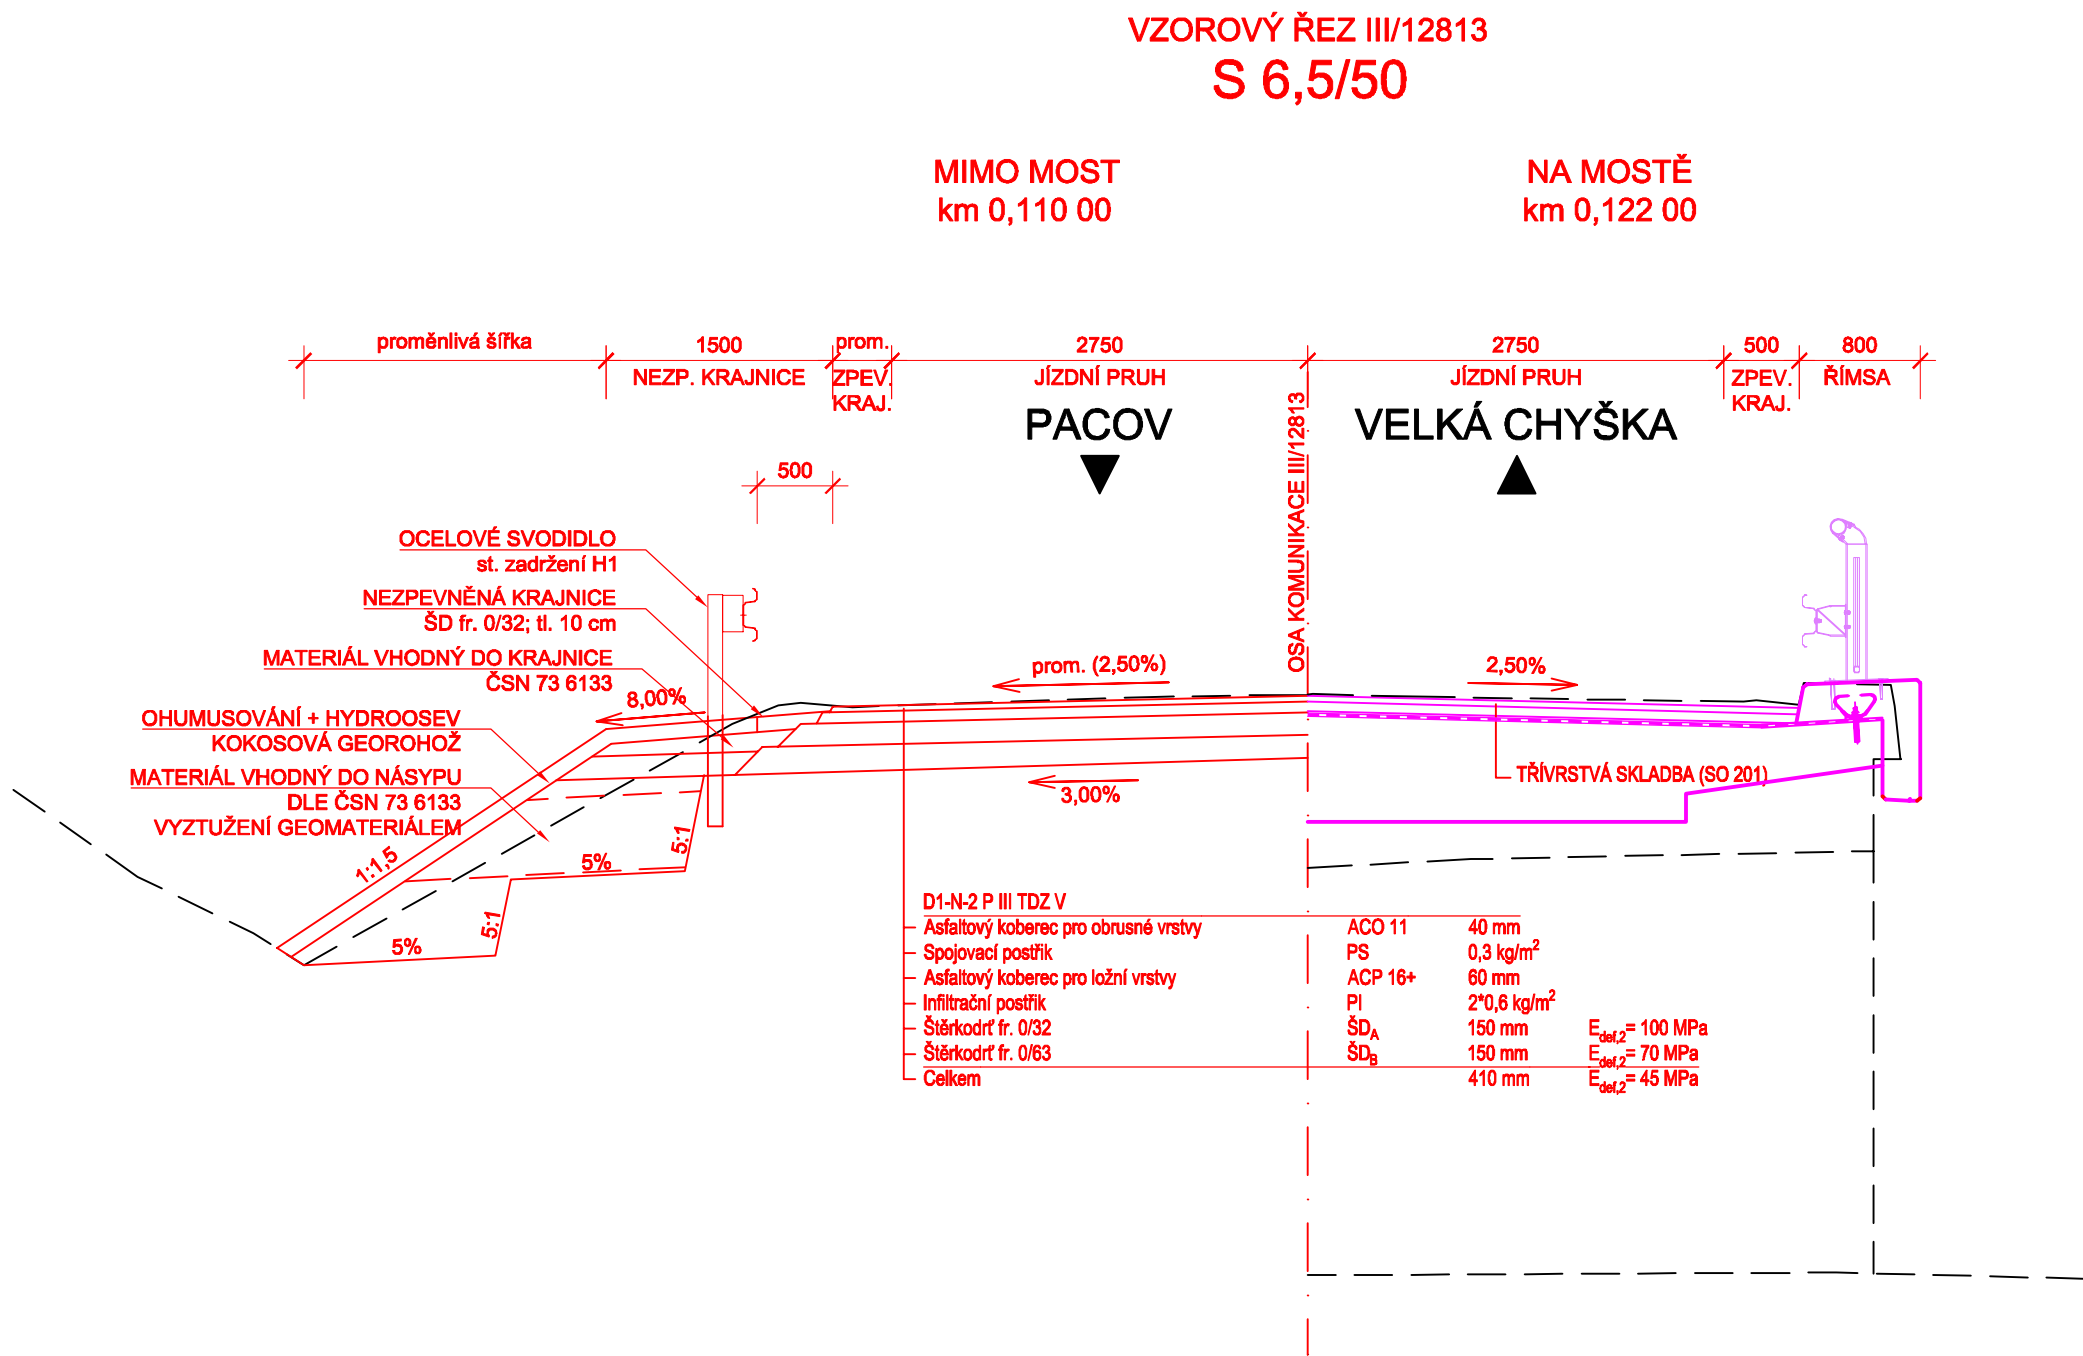 VZOROVÝ ŘEZ III/12813
S 6,5/50
MIMO MOST
km 0,110 00
NA MOSTĚ
km 0,122 00
proměnlivá šířka
1500
NEZP. KRAJNICE
prom.
ZPEV.
KRAJ.
2750
JÍZDNÍ PRUH
2750
JÍZDNÍ PRUH
500
ZPEV.
KRAJ.
800
ŘÍMSA
PACOV
VELKÁ CHYŠKA
OSA KOMUNIKACE III/12813
500
OCELOVÉ SVODIDLO
st. zadržení H1
NEZPEVNĚNÁ KRAJNICE
ŠD fr. 0/32; tl. 10 cm
MATERIÁL VHODNÝ DO KRAJNICE
ČSN 73 6133
OHUMUSOVÁNÍ + HYDROOSEV
KOKOSOVÁ GEOROHOŽ
MATERIÁL VHODNÝ DO NÁSYPU
DLE ČSN 73 6133
VYZTUŽENÍ GEOMATERIÁLEM
8,00%
prom. (2,50%)
2,50%
3,00%
TŘÍVRSTVÁ SKLADBA (SO 201)
1:1,5
5%
5:1
5%
5:1
D1-N-2 P III TDZ V
Asfaltový koberec pro obrusné vrstvy ACO 11 40 mm
Spojovací postřik PS 0,3 kg/m²
Asfaltový koberec pro ložní vrstvy ACP 16+ 60 mm
Infiltrační postřik PI 2*0,6 kg/m²
Štěrkodrť fr. 0/32 ŠD_A 150 mm E_def,2= 100 MPa
Štěrkodrť fr. 0/63 ŠD_B 150 mm E_def,2= 70 MPa
Celkem 410 mm E_def,2= 45 MPa